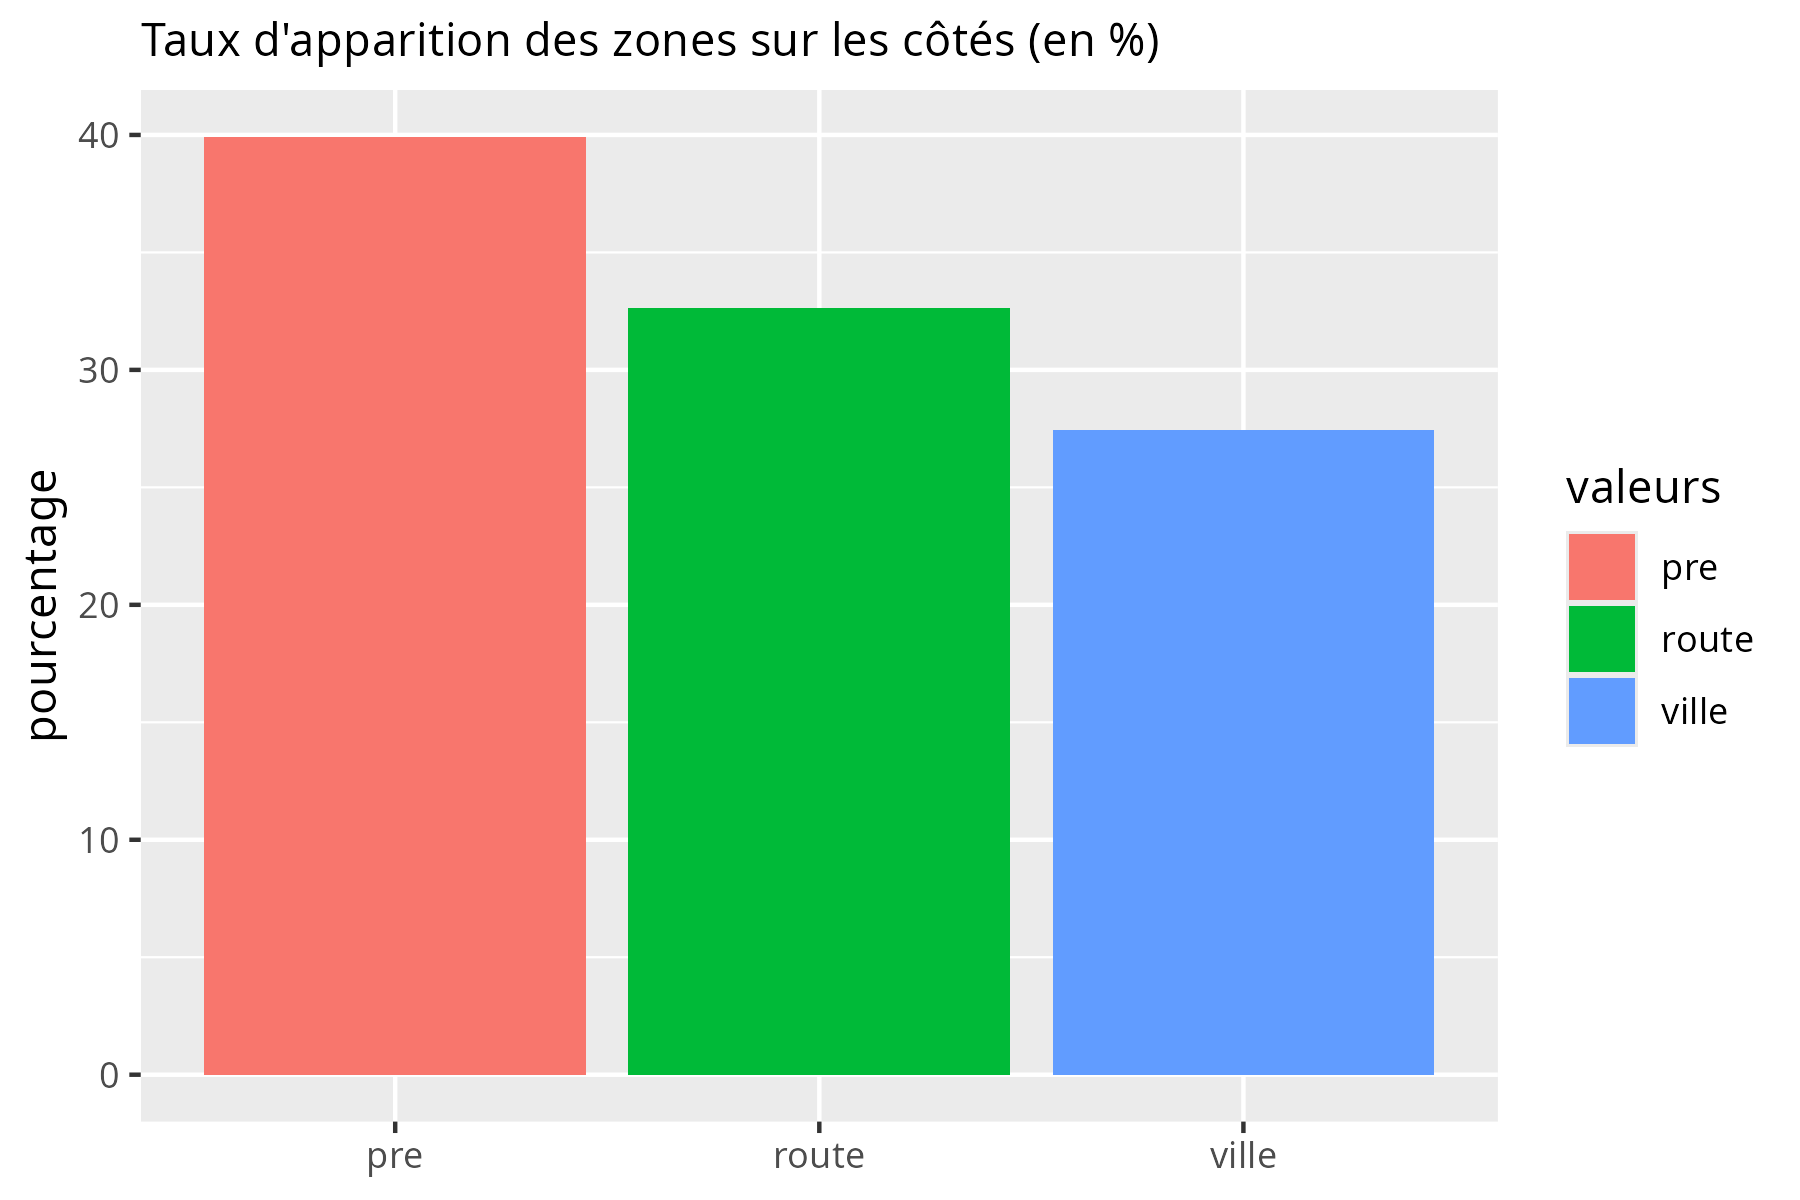 Taux d'apparition des zones sur les côtés (en %)
pourcentage
40
30
20
10
0
pre
route
ville
valeurs
pre
route
ville